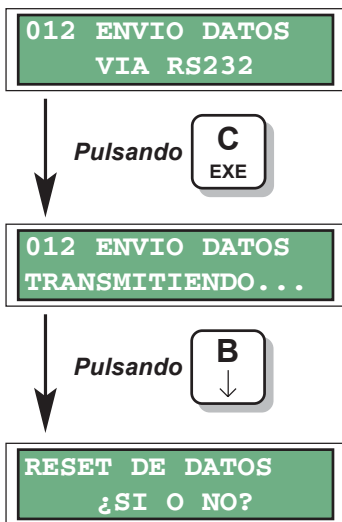 012 ENVIO DATOS
VIA RS232
Pulsando
C
EXE
012 ENVIO DATOS
TRANSMITIENDO...
Pulsando
B
↓
RESET DE DATOS
¿SI O NO?